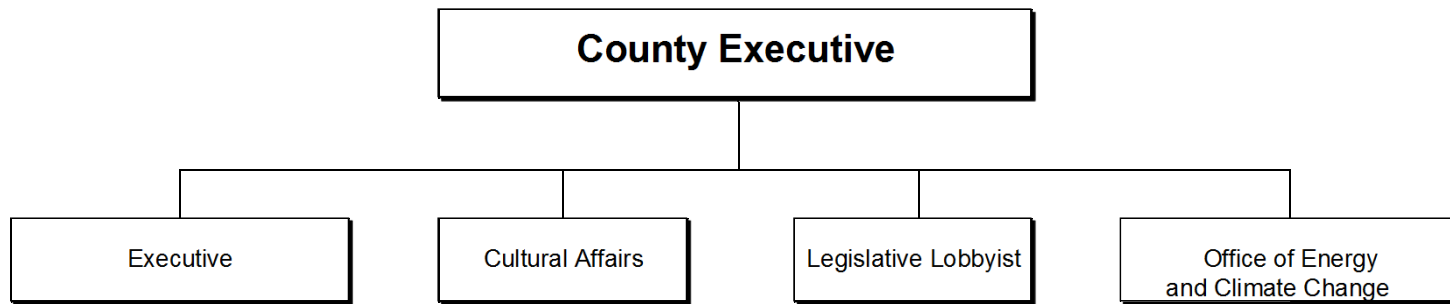 County Executive
Executive
Cultural Affairs
Legislative Lobbyist
Office of Energy
and Climate Change